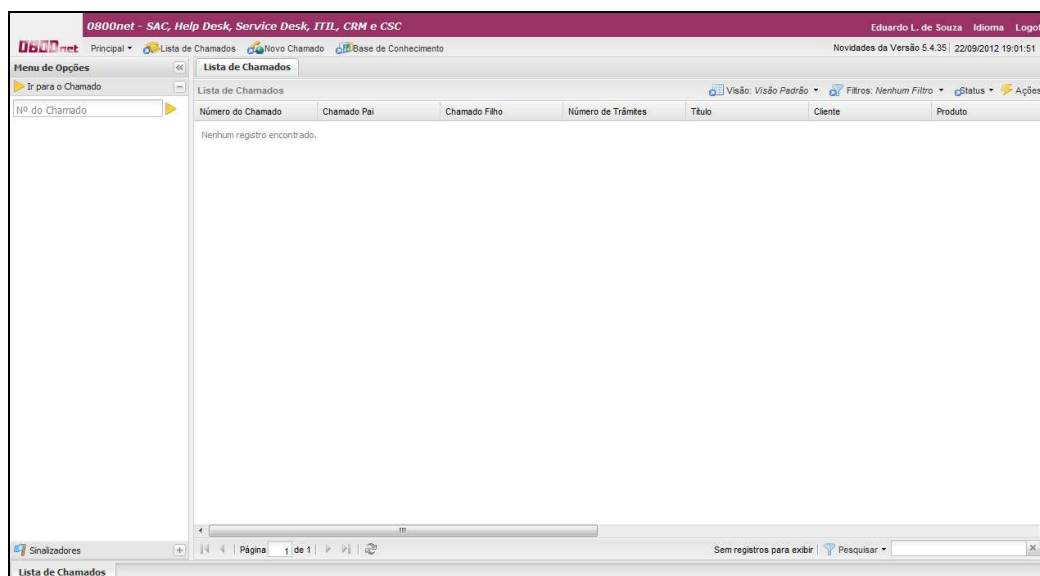 0800net - SAC, Help Desk, Service Desk, ITIL, CRM e CSC
Eduardo L. de Souza Idioma Logof
0800net Principal Lista de Chamados Novo Chamado Base de Conhecimento
Novidades da Versão 5.4.35 22/09/2012 19:01:51
Menu de Opções
Lista de Chamados
Ir para o Chamado
Lista de Chamados
Visão: Visão Padrão Filtros: Nenhum Filtro Status Ações
Nº do Chamado
Número do Chamado Chamado Pai Chamado Filho Número de Trâmites Título Cliente Produto
Nenhum registro encontrado.
Sinalizadores
Página 1 de 1
Sem registros para exibir Pesquisar
Lista de Chamados